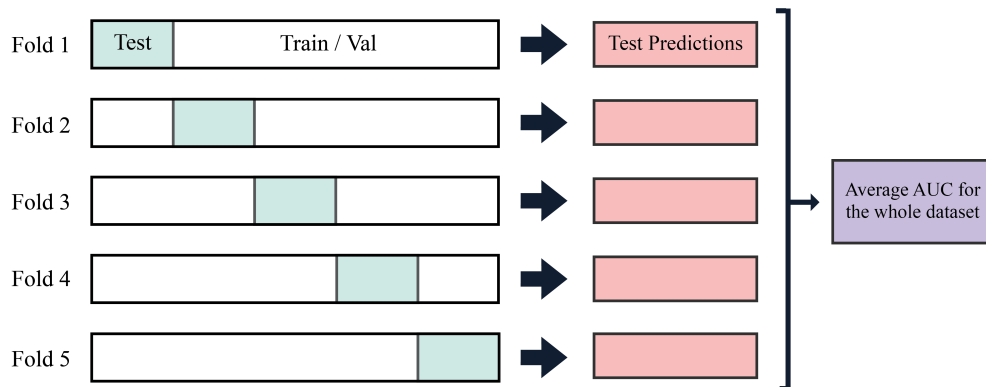 Fold 1
Test
Train / Val
Test Predictions
Fold 2
Fold 3
Average AUC for
the whole dataset
Fold 4
Fold 5